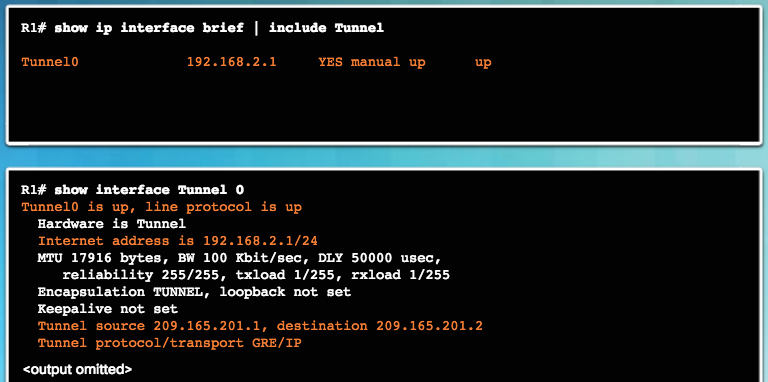 R1# show ip interface brief | include Tunnel
Tunnel0 192.168.2.1 YES manual up up
R1# show interface Tunnel 0
Tunnel0 is up, line protocol is up
Hardware is Tunnel
Internet address is 192.168.2.1/24
MTU 17916 bytes, BW 100 Kbit/sec, DLY 50000 usec,
reliability 255/255, txload 1/255, rxload 1/255
Encapsulation TUNNEL, loopback not set
Keepalive not set
Tunnel source 209.165.201.1, destination 209.165.201.2
Tunnel protocol/transport GRE/IP
<output omitted>